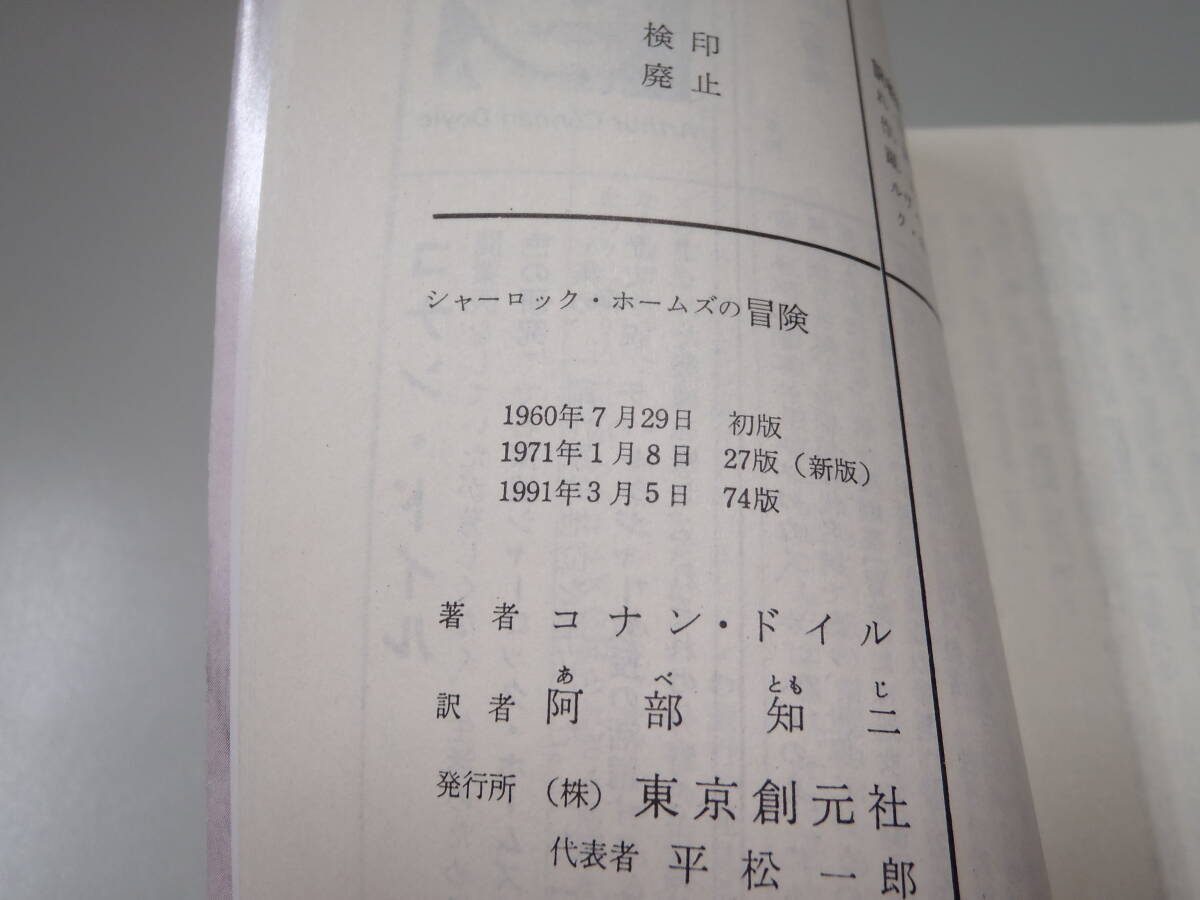 検印
廃止
シャーロック・ホームズの冒険
1960年7月29日 初版
1971年1月8日 27版（新版）
1991年3月5日 74版
著者 コナン・ドイル
あ べ とも じ
訳者 阿部知二
発行所 （株）東京創元社
代表者 平松一郎